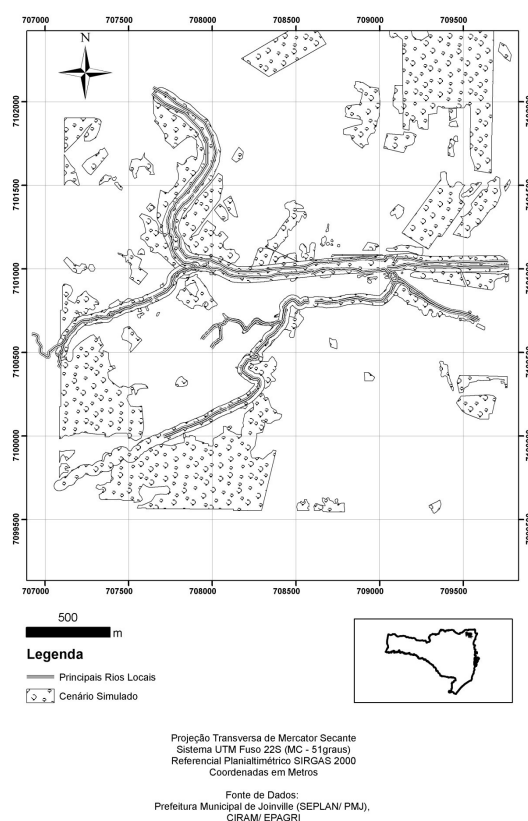 707000 707500 708000 708500 709000 709500
N
7102000
7101500
7101000
7100500
7100000
7099500
707000 707500 708000 708500 709000 709500
500
m
Legenda
Principais Rios Locais
Cenário Simulado
Projeção Transversa de Mercator Secante
Sistema UTM Fuso 22S (MC - 51graus)
Referencial Planialtimétrico SIRGAS 2000
Coordenadas em Metros
Fonte de Dados:
Prefeitura Municipal de Joinville (SEPLAN/ PMJ),
CIRAM/ EPAGRI